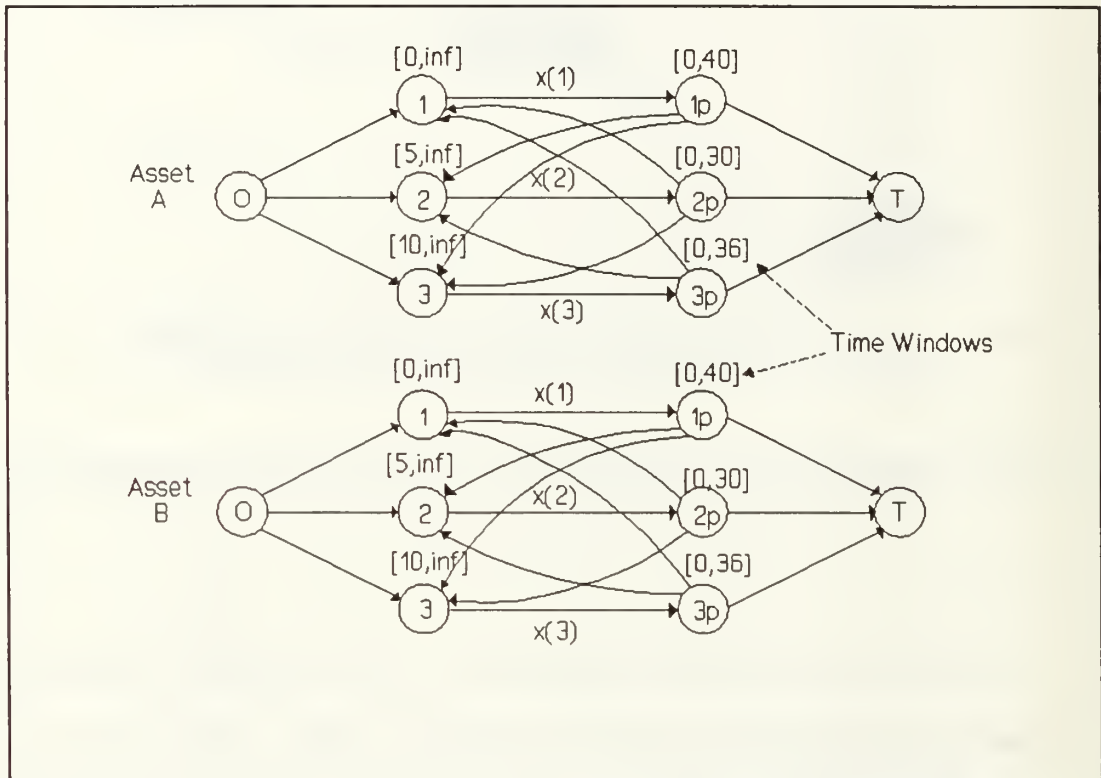 [0,inf]
x(1)
[0,40]
1
1p
[5,inf]
[0,30]
Asset
A
O
2
x(2)
2p
T
[10,inf]
[0,36]
3
x(3)
3p
Time Windows
[0,inf]
x(1)
[0,40]
1
1p
[5,inf]
[0,30]
Asset
B
O
2
x(2)
2p
T
[10,inf]
[0,36]
3
x(3)
3p